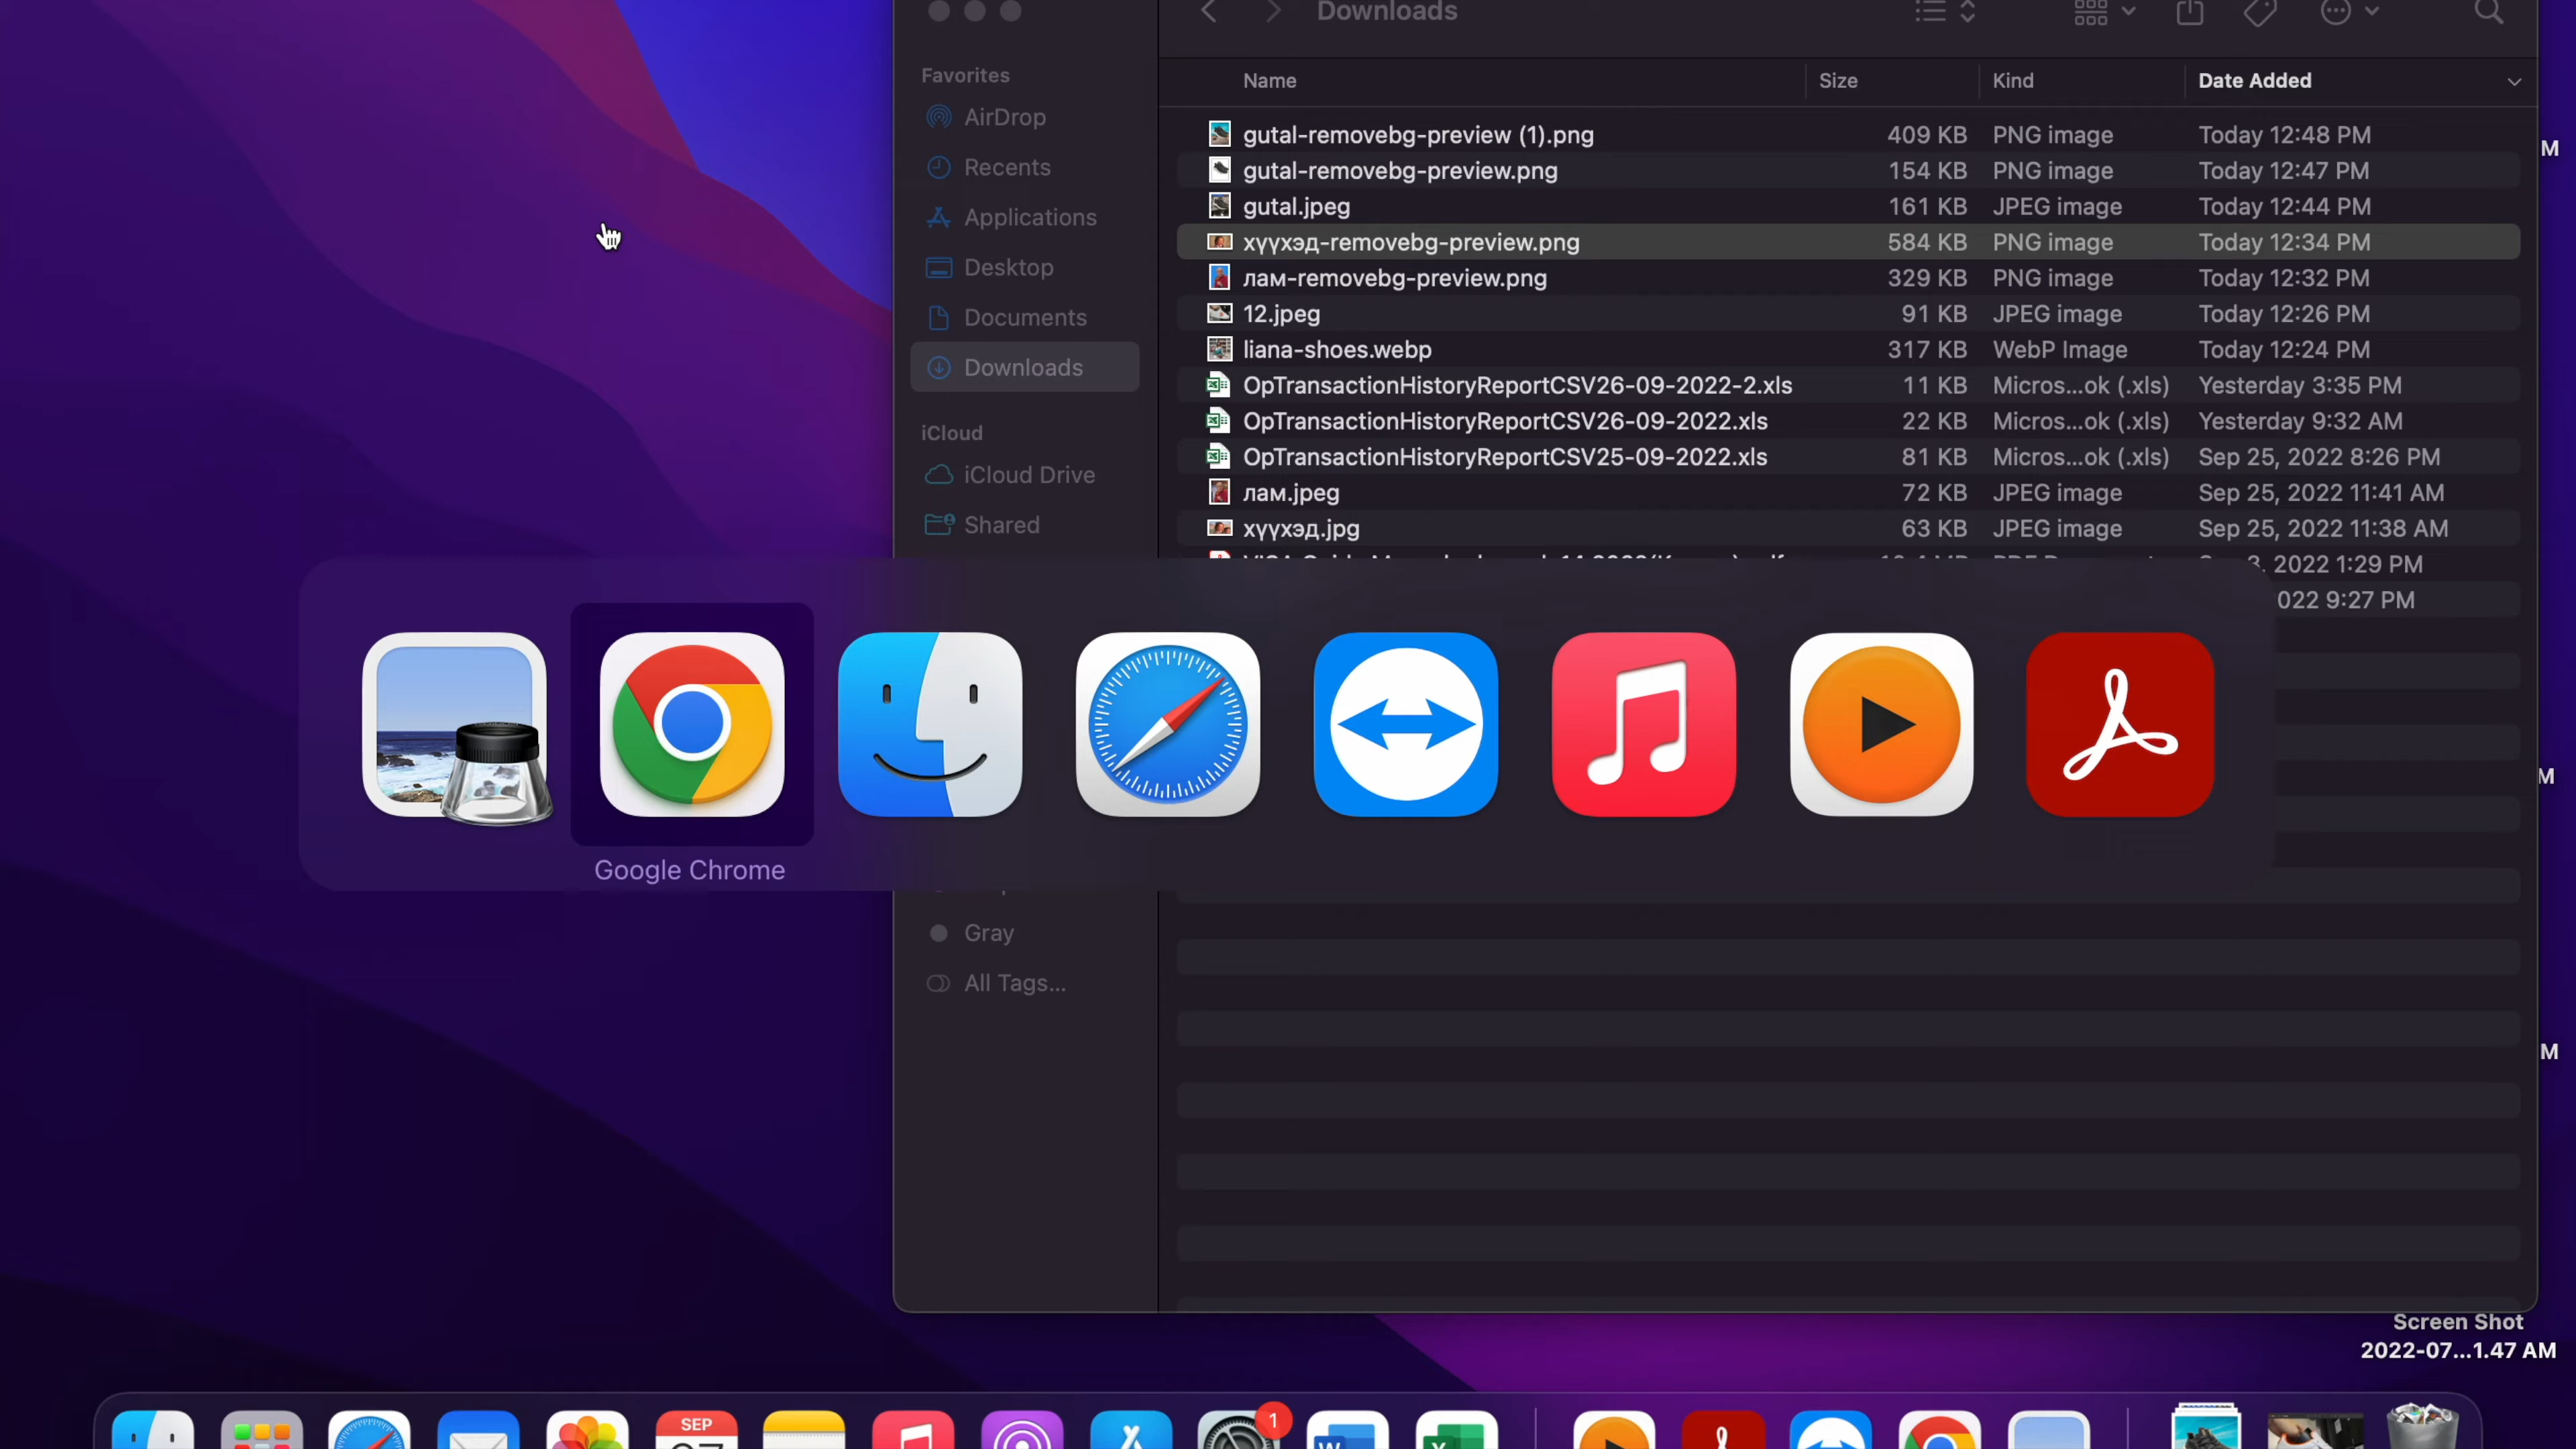 Downloads
Favorites
AirDrop
Recents
Applications
Desktop
Documents
Downloads
iCloud
iCloud Drive
Shared
Gray
All Tags...
Name Size Kind Date Added
gutal-removebg-preview (1).png 409 KB PNG image Today 12:48 PM
gutal-removebg-preview.png 154 KB PNG image Today 12:47 PM
gutal.jpeg 161 KB JPEG image Today 12:44 PM
хүүхэд-removebg-preview.png 584 KB PNG image Today 12:34 PM
лам-removebg-preview.png 329 KB PNG image Today 12:32 PM
12.jpeg 91 KB JPEG image Today 12:26 PM
liana-shoes.webp 317 KB WebP Image Today 12:24 PM
OpTransactionHistoryReportCSV26-09-2022-2.xls 11 KB Micros...ok (.xls) Yesterday 3:35 PM
OpTransactionHistoryReportCSV26-09-2022.xls 22 KB Micros...ok (.xls) Yesterday 9:32 AM
OpTransactionHistoryReportCSV25-09-2022.xls 81 KB Micros...ok (.xls) Sep 25, 2022 8:26 PM
лам.jpeg 72 KB JPEG image Sep 25, 2022 11:41 AM
хүүхэд.jpg 63 KB JPEG image Sep 25, 2022 11:38 AM
2022 1:29 PM
022 9:27 PM
Google Chrome
M
M
M
Screen Shot
2022-07...1.47 AM
SEP
1